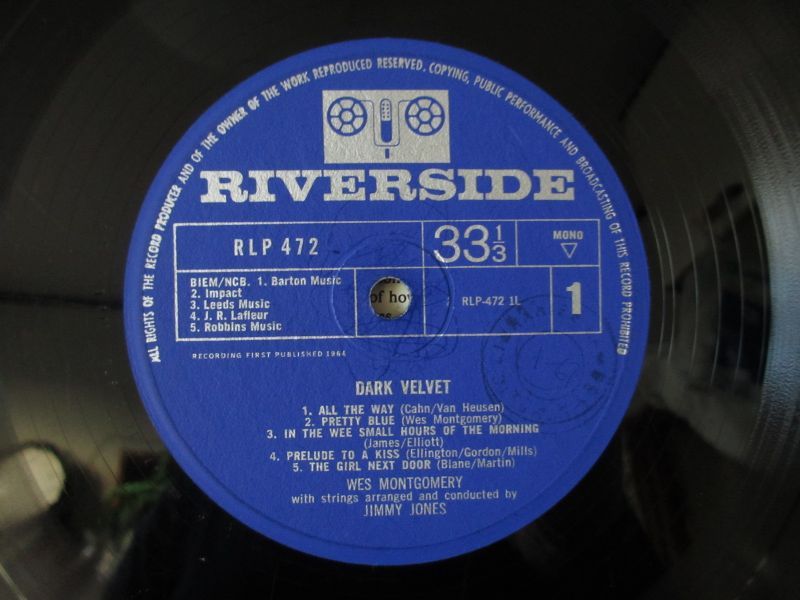 ALL RIGHTS OF THE RECORD PRODUCER AND OF THE OWNER OF THE WORK REPRODUCED RESERVED. COPYING, PUBLIC PERFORMANCE AND BROADCASTING OF THIS RECORD PROHIBITED
RIVERSIDE
RLP 472
33 1/3
MONO
BIEM/NCB. 1. Barton Music
2. Impact
3. Leeds Music
4. J. R. Lafleur
5. Robbins Music
of how
RLP-472 1L
1
RECORDING FIRST PUBLISHED 1964
DARK VELVET
1. ALL THE WAY (Cahn/Van Heusen)
2. PRETTY BLUE (Wes Montgomery)
3. IN THE WEE SMALL HOURS OF THE MORNING
(James/Elliott)
4. PRELUDE TO A KISS (Ellington/Gordon/Mills)
5. THE GIRL NEXT DOOR (Blane/Martin)
WES MONTGOMERY
with strings arranged and conducted by
JIMMY JONES